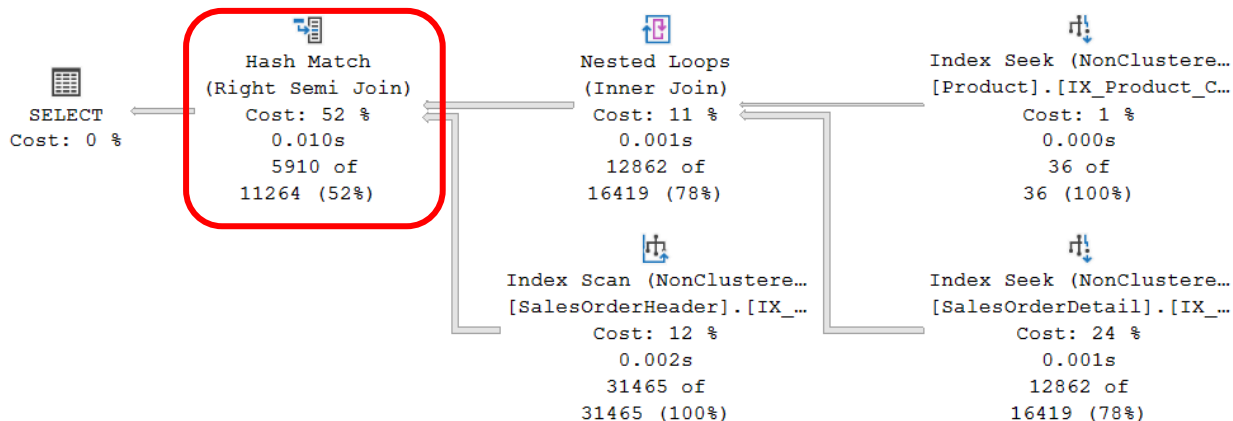 SELECT
Cost: 0 %
Hash Match
(Right Semi Join)
Cost: 52 %
0.010s
5910 of
11264 (52%)
Nested Loops
(Inner Join)
Cost: 11 %
0.001s
12862 of
16419 (78%)
Index Seek (NonClustere…
[Product].[IX_Product_C…
Cost: 1 %
0.000s
36 of
36 (100%)
Index Scan (NonClustere…
[SalesOrderHeader].[IX_…
Cost: 12 %
0.002s
31465 of
31465 (100%)
Index Seek (NonClustere…
[SalesOrderDetail].[IX_…
Cost: 24 %
0.001s
12862 of
16419 (78%)